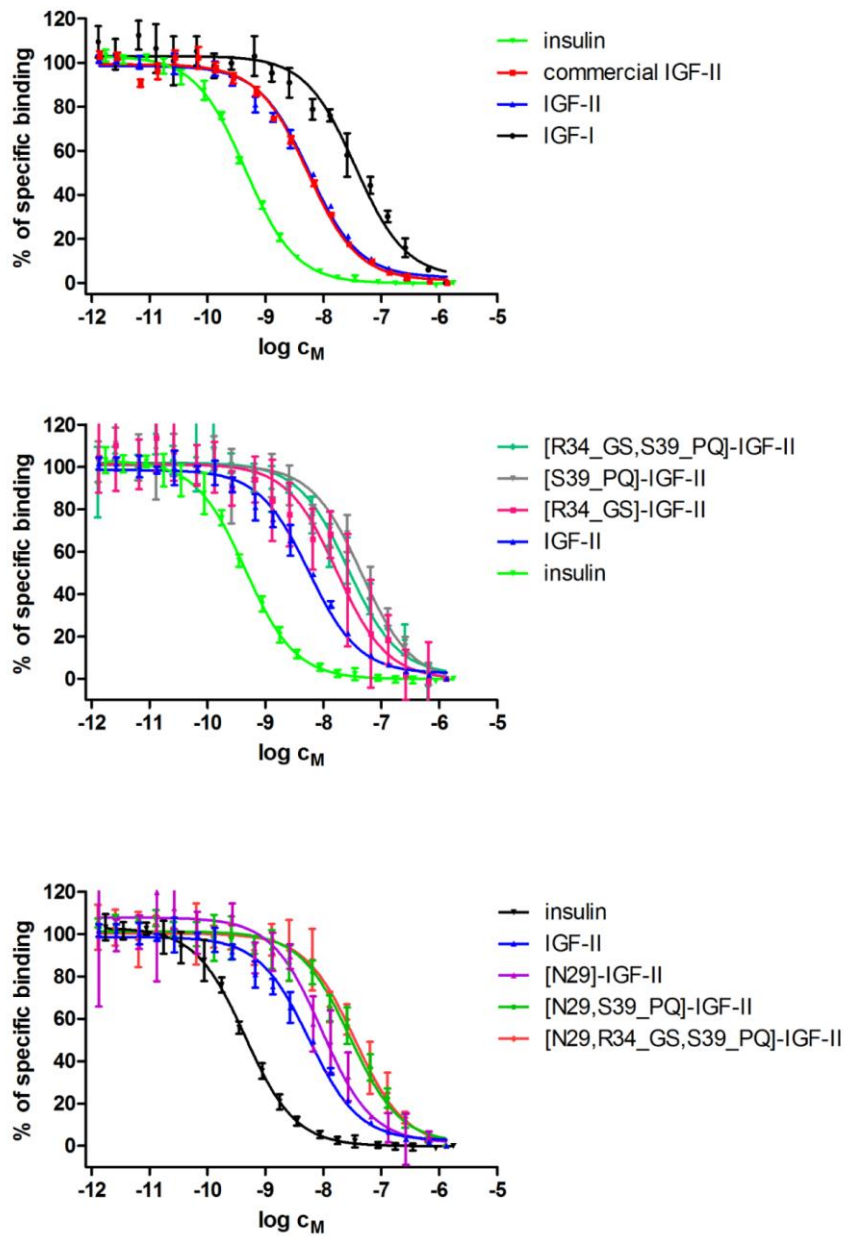 120
100
80
60
40
20
0
% of specific binding
-12 -11 -10 -9 -8 -7 -6 -5
log cM
insulin
commercial IGF-II
IGF-II
IGF-I
120
100
80
60
40
20
0
% of specific binding
-12 -11 -10 -9 -8 -7 -6 -5
log cM
[R34_GS,S39_PQ]-IGF-II
[S39_PQ]-IGF-II
[R34_GS]-IGF-II
IGF-II
insulin
120
100
80
60
40
20
0
% of specific binding
-12 -11 -10 -9 -8 -7 -6 -5
log cM
insulin
IGF-II
[N29]-IGF-II
[N29,S39_PQ]-IGF-II
[N29,R34_GS,S39_PQ]-IGF-II